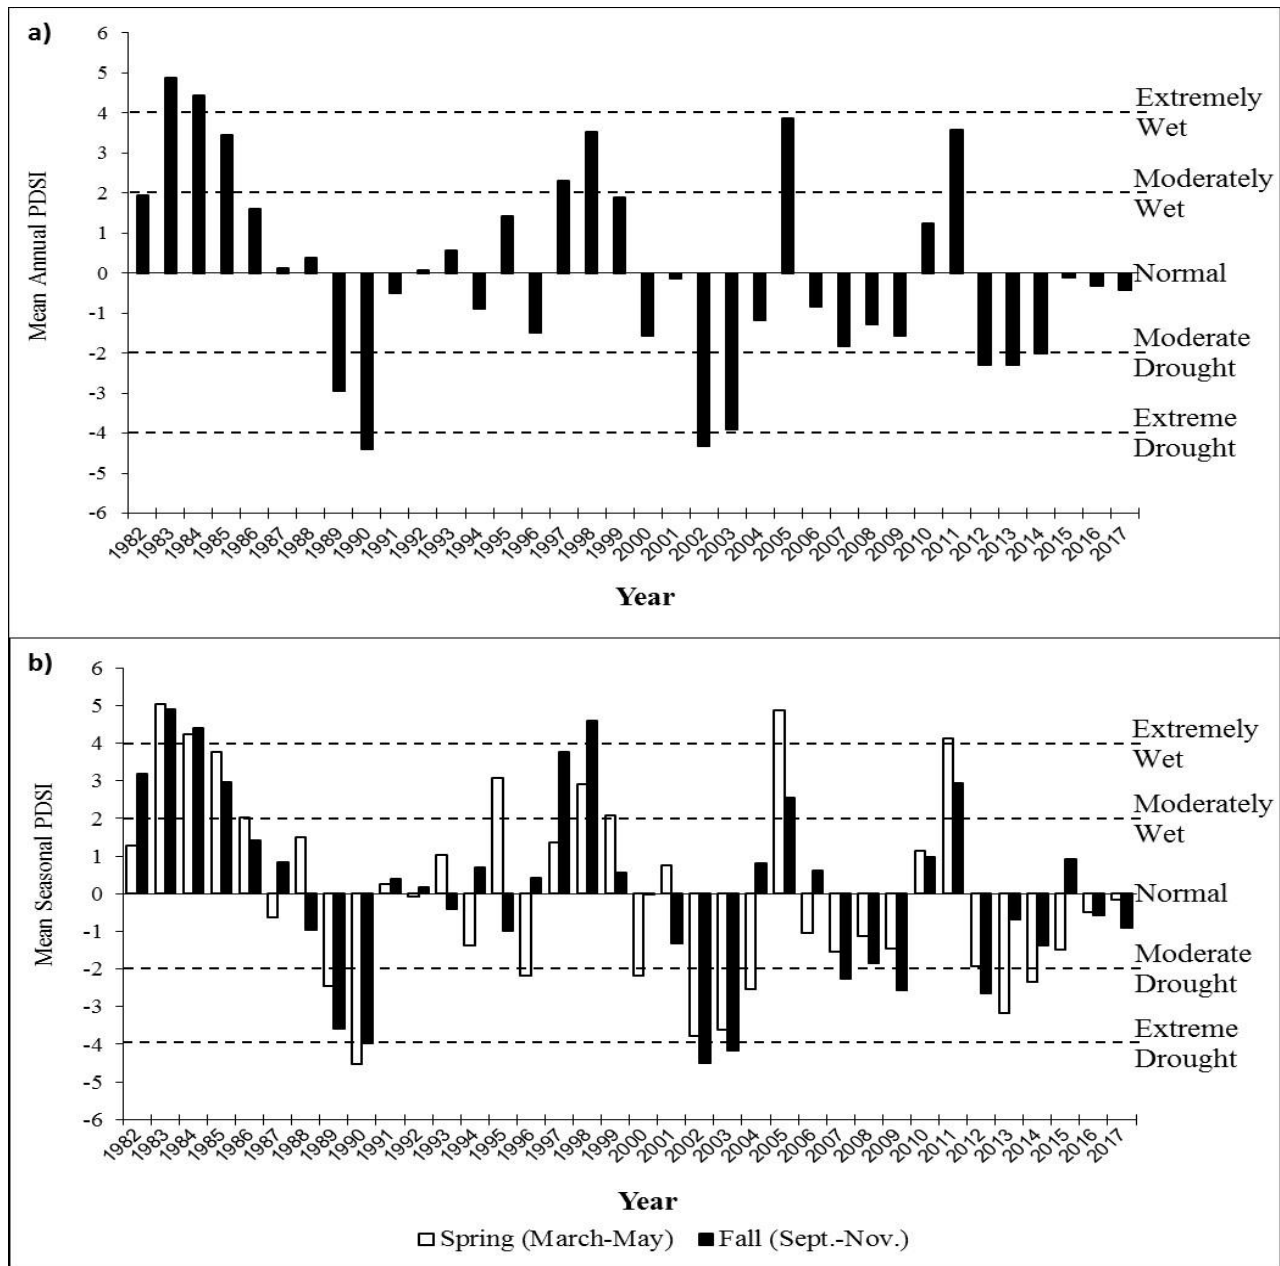 a)
6
5
4
3
2
1
0
-1
-2
-3
-4
-5
-6
Mean Annual PDSI
Extremely
Wet
Moderately
Wet
Normal
Moderate
Drought
Extreme
Drought
1982 1983 1984 1985 1986 1987 1988 1989 1990 1991 1992 1993 1994 1995 1996 1997 1998 1999 2000 2001 2002 2003 2004 2005 2006 2007 2008 2009 2010 2011 2012 2013 2014 2015 2016 2017
Year
b)
6
5
4
3
2
1
0
-1
-2
-3
-4
-5
-6
Mean Seasonal PDSI
Extremely
Wet
Moderately
Wet
Normal
Moderate
Drought
Extreme
Drought
1982 1983 1984 1985 1986 1987 1988 1989 1990 1991 1992 1993 1994 1995 1996 1997 1998 1999 2000 2001 2002 2003 2004 2005 2006 2007 2008 2009 2010 2011 2012 2013 2014 2015 2016 2017
Year
Spring (March-May) Fall (Sept.-Nov.)